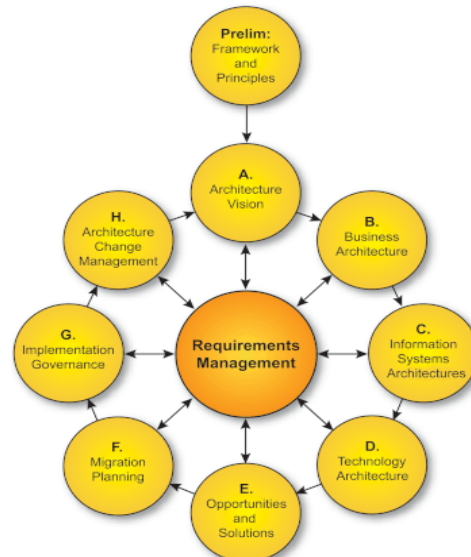 Prelim:
Framework
and
Principles
A.
Architecture
Vision
B.
Business
Architecture
C.
Information
Systems
Architectures
D.
Technology
Architecture
E.
Opportunities
and
Solutions
F.
Migration
Planning
G.
Implementation
Governance
H.
Architecture
Change
Management
Requirements
Management